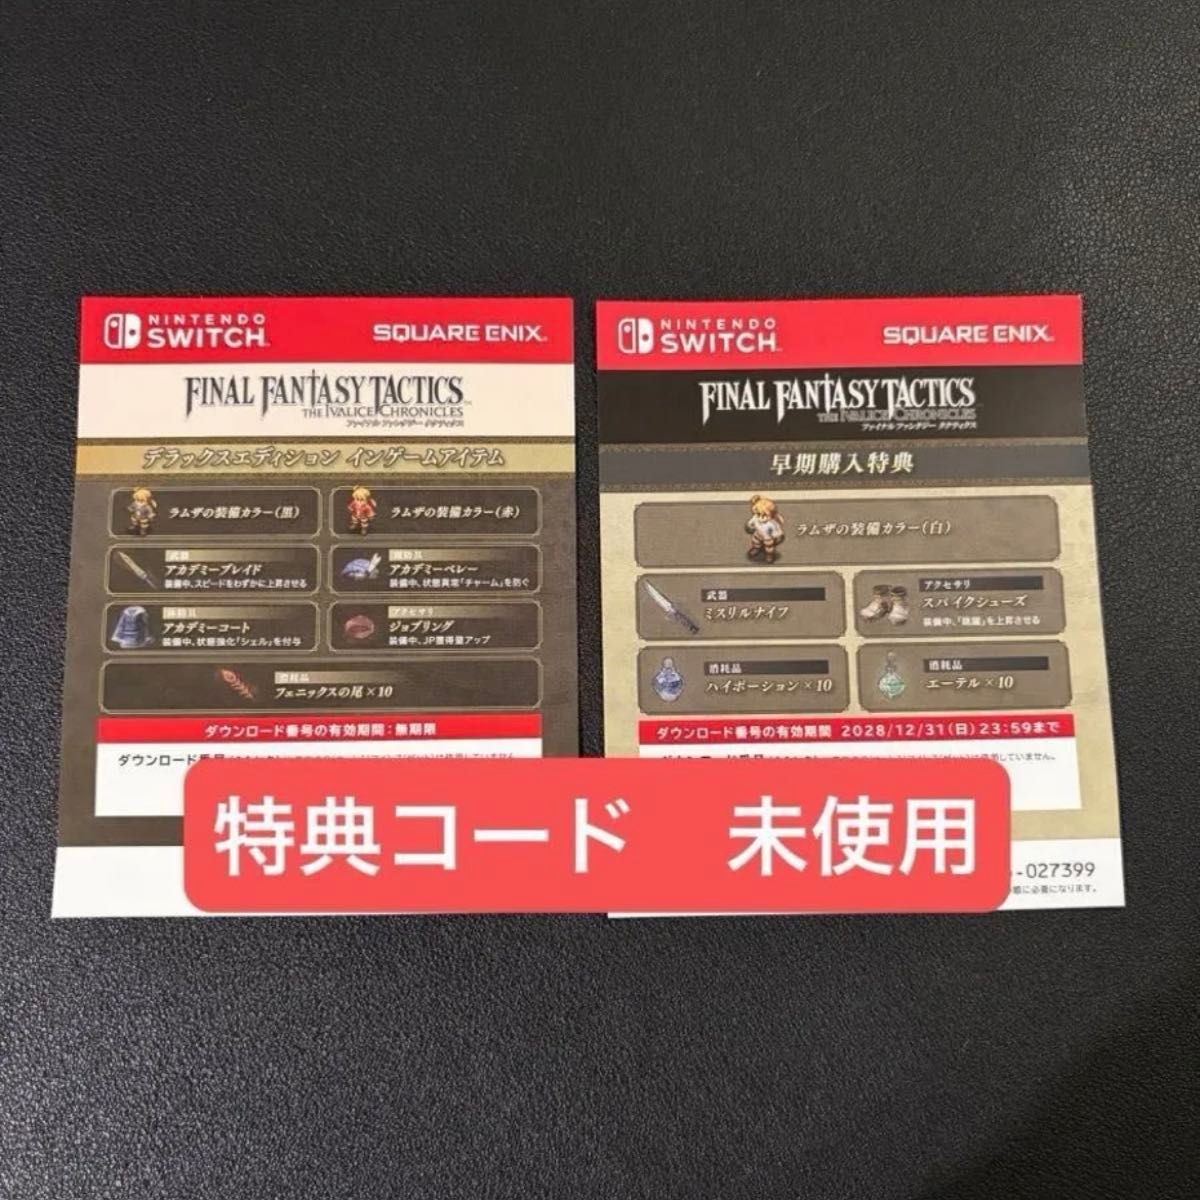 NINTENDO
SWITCH
SQUARE ENIX
FINAL FANTASY TACTICS
THE IVALICE CHRONICLES
ファイナルファンタジー タクティクス
デラックスエディション インゲームアイテム
ラムザの装備カラー(黒)
ラムザの装備カラー(赤)
武器
アカデミーブレイド
装備中、スピードをわずかに上昇させる
頭防具
アカデミーベレー
装備中、状態異常「チャーム」を防ぐ
体防具
アカデミーコート
装備中、状態強化「シェル」を付与
アクセサリ
ジョブリング
装備中、JP獲得量アップ
消耗品
フェニックスの尾×10
ダウンロード番号の有効期間:無期限
NINTENDO
SWITCH
SQUARE ENIX
FINAL FANTASY TACTICS
THE IVALICE CHRONICLES
ファイナルファンタジー タクティクス
早期購入特典
ラムザの装備カラー(白)
武器
ミスリルナイフ
アクセサリ
スパイクシューズ
装備中、「跳躍」を上昇させる
消耗品
ハイポーション×10
消耗品
エーテル×10
ダウンロード番号の有効期間 2028/12/31(日)23:59まで
使用していません。
特典コード 未使用
-027399
に必要になります。